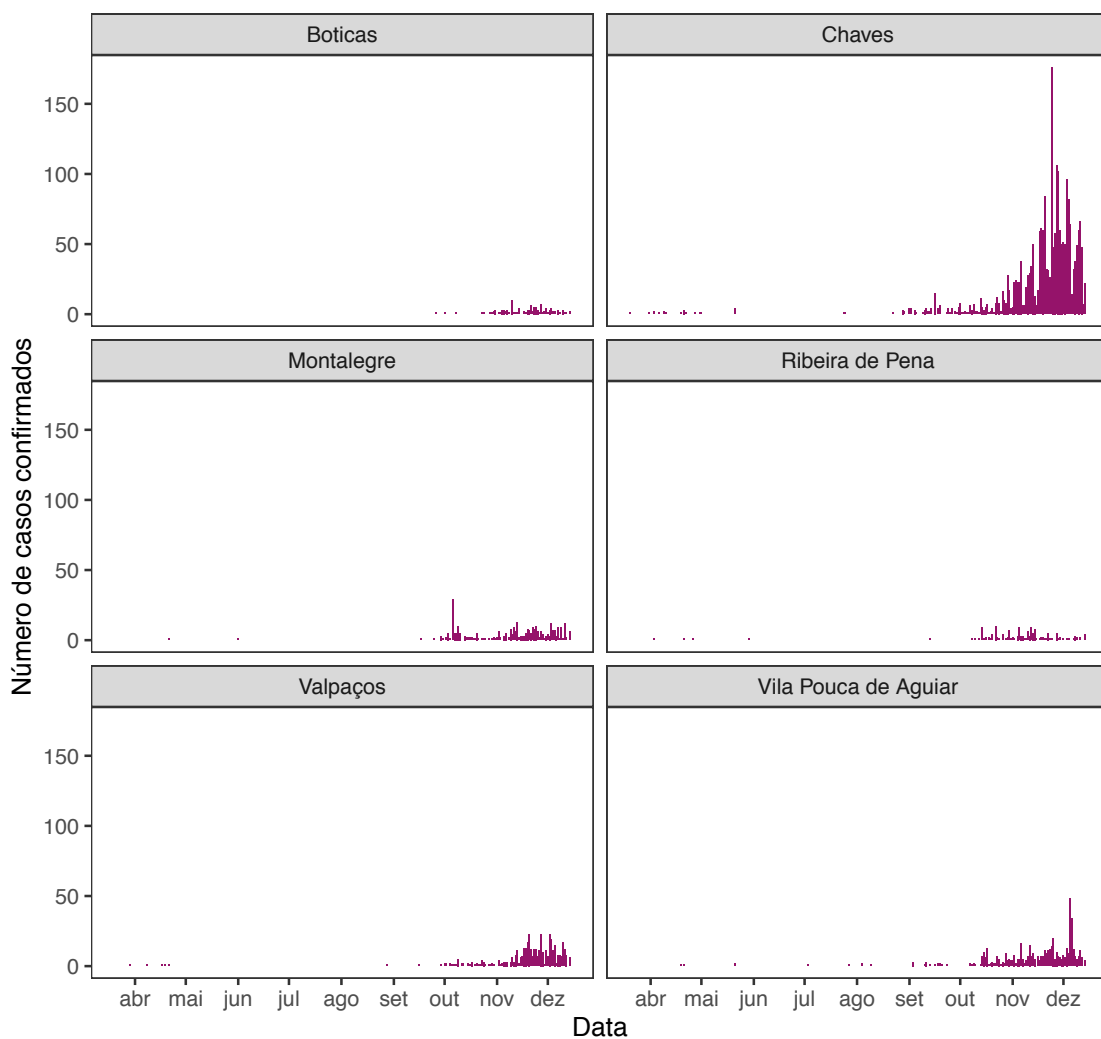 Boticas
Chaves
150
100
50
0
Montalegre
Ribeira de Pena
150
100
50
0
Número de casos confirmados
Valpaços
Vila Pouca de Aguiar
150
100
50
0
abr mai jun jul ago set out nov dez
abr mai jun jul ago set out nov dez
Data